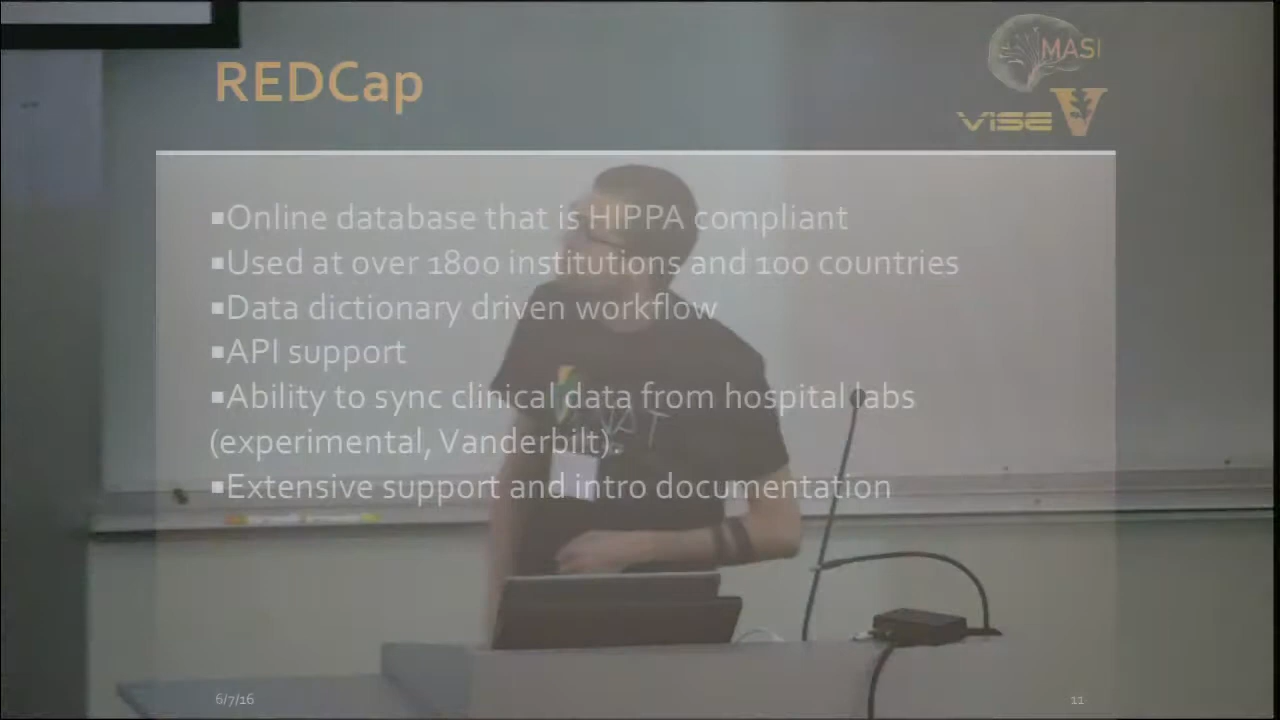 REDCap
MASI
VISE V
▪Online database that is HIPPA compliant
▪Used at over 1800 institutions and 100 countries
▪Data dictionary driven workflow
▪API support
▪Ability to sync clinical data from hospital labs
(experimental, Vanderbilt).
▪Extensive support and intro documentation
6/7/16
11